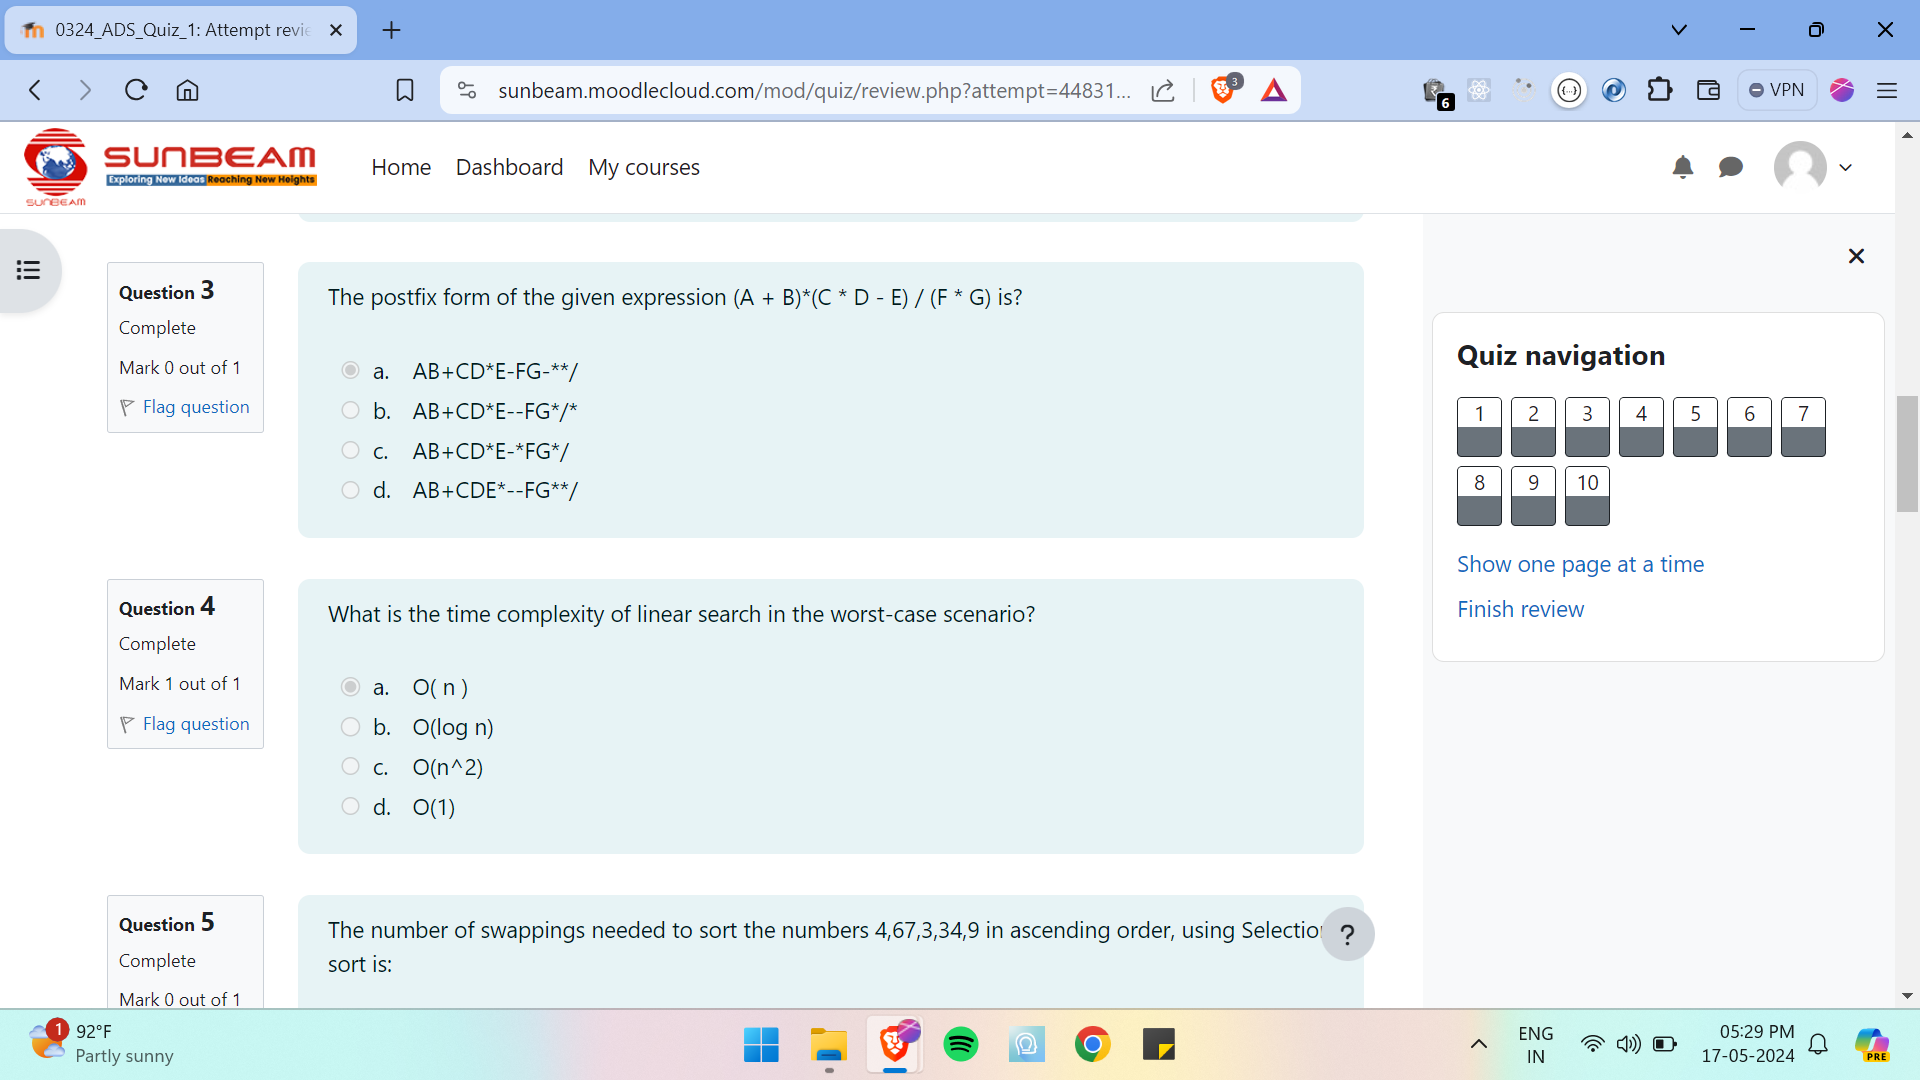 0324_ADS_Quiz_1: Attempt revie
sunbeam.moodlecloud.com/mod/quiz/review.php?attempt=44831...
3
6
VPN
SUNBEAM
Exploring New Ideas Reaching New Heights
SUNBEAM
Home Dashboard My courses
Question 3
Complete
Mark 0 out of 1
Flag question
The postfix form of the given expression (A + B)*(C * D - E) / (F * G) is?
a. AB+CD*E-FG-**/
b. AB+CD*E--FG*/*
c. AB+CD*E-*FG*/
d. AB+CDE*--FG**/
Question 4
Complete
Mark 1 out of 1
Flag question
What is the time complexity of linear search in the worst-case scenario?
a. O( n )
b. O(log n)
c. O(n^2)
d. O(1)
Question 5
Complete
Mark 0 out of 1
The number of swappings needed to sort the numbers 4,67,3,34,9 in ascending order, using Selection
sort is:
?
Quiz navigation
1 2 3 4 5 6 7
8 9 10
Show one page at a time
Finish review
1
92°F
Partly sunny
ENG
IN
05:29 PM
17-05-2024
PRE